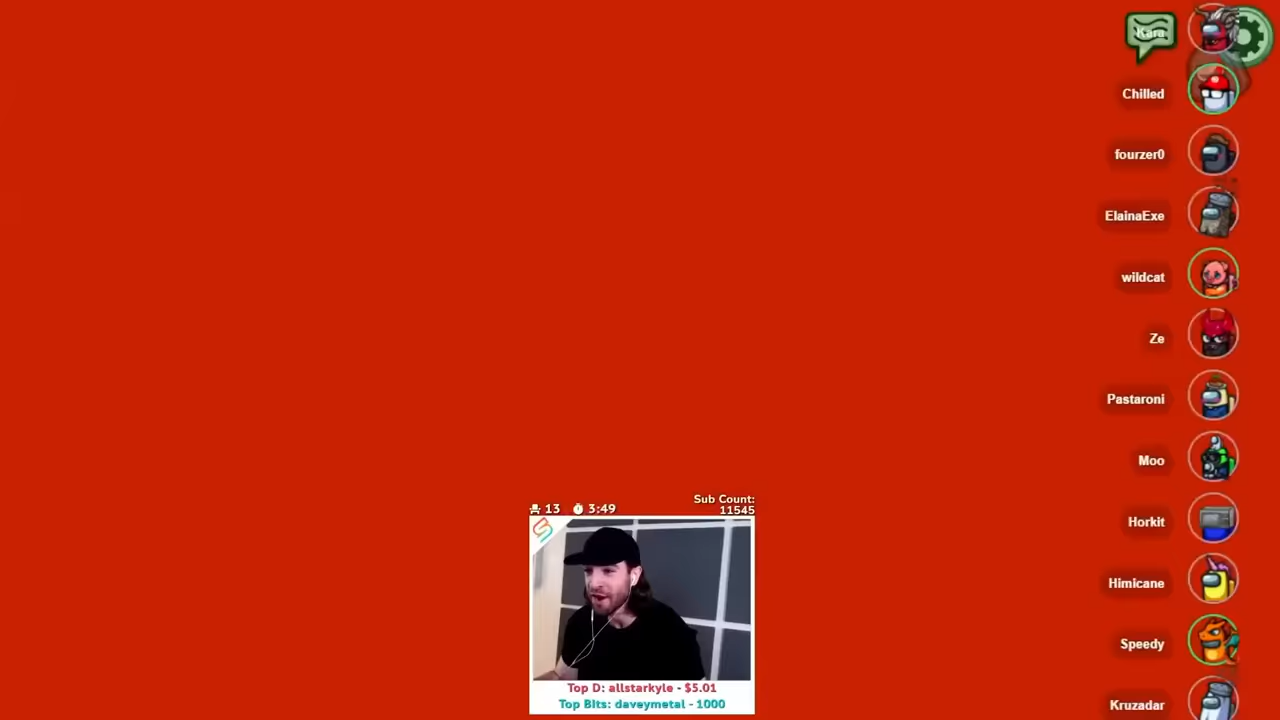 Kara
Chilled
fourzer0
ElainaExe
wildcat
Ze
Pastaroni
Moo
Horkit
Himicane
Speedy
Kruzadar
13 3:49
Sub Count:
11545
Top D: allstarkyle - $5.01
Top Bits: daveymetal - 1000